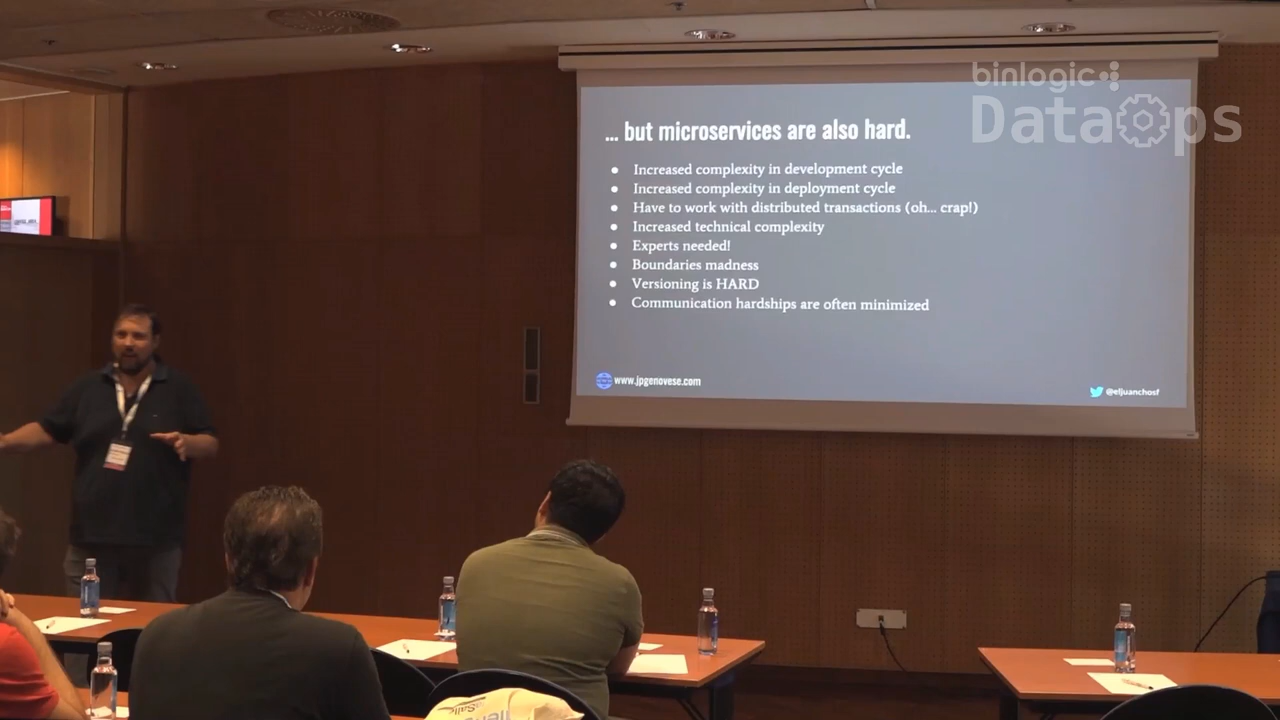 binlogic
DataOps
... but microservices are also hard.
● Increased complexity in development cycle
● Increased complexity in deployment cycle
● Have to work with distributed transactions (oh... crap!)
● Increased technical complexity
● Experts needed!
● Boundaries madness
● Versioning is HARD
● Communication hardships are often minimized
www.jpgenovese.com
@eljuanchosf